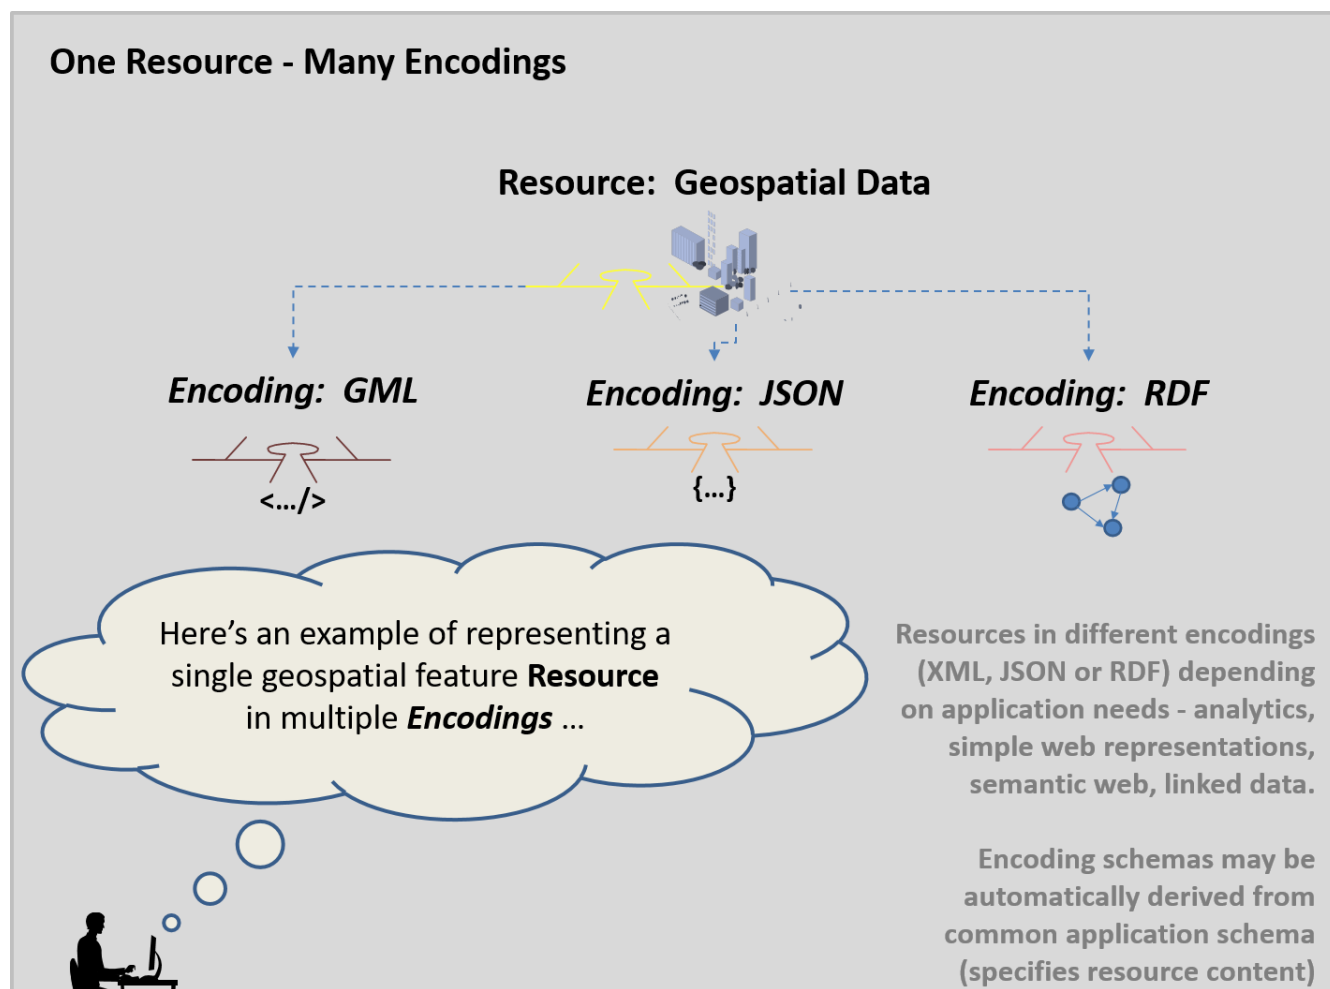 One Resource - Many Encodings
Resource:  Geospatial Data
Encoding:  GML
Encoding:  JSON
Encoding:  RDF
<.../>
{...}
Here’s an example of representing a
single geospatial feature Resource
in multiple Encodings ...
Resources in different encodings
(XML, JSON or RDF) depending
on application needs - analytics,
simple web representations,
semantic web, linked data.
Encoding schemas may be
automatically derived from
common application schema
(specifies resource content)